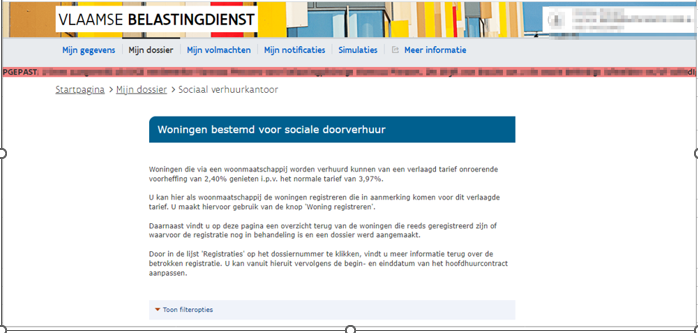 VLAAMSE BELASTINGDIENST
Mijn gegevens Mijn dossier Mijn volmachten Mijn notificaties Simulaties Meer informatie
PGEPAST:
Startpagina > Mijn dossier > Sociaal verhuurkantoor
Woningen bestemd voor sociale doorverhuur
Woningen die via een woonmaatschappij worden verhuurd kunnen van een verlaagd tarief onroerende
voorheffing van 2,40% genieten i.p.v. het normale tarief van 3,97%.
U kan hier als woonmaatschappij de woningen registreren die in aanmerking komen voor dit verlaagde
tarief. U maakt hiervoor gebruik van de knop 'Woning registreren'.
Daarnaast vindt u op deze pagina een overzicht terug van de woningen die reeds geregistreerd zijn of
waarvoor de registratie nog in behandeling is en een dossier werd aangemaakt.
Door in de lijst 'Registraties' op het dossiernummer te klikken, vindt u meer informatie terug over de
betrokken registratie. U kan vanuit hieruit vervolgens de begin- en einddatum van het hoofdhuurcontract
aanpassen.
Toon filteropties